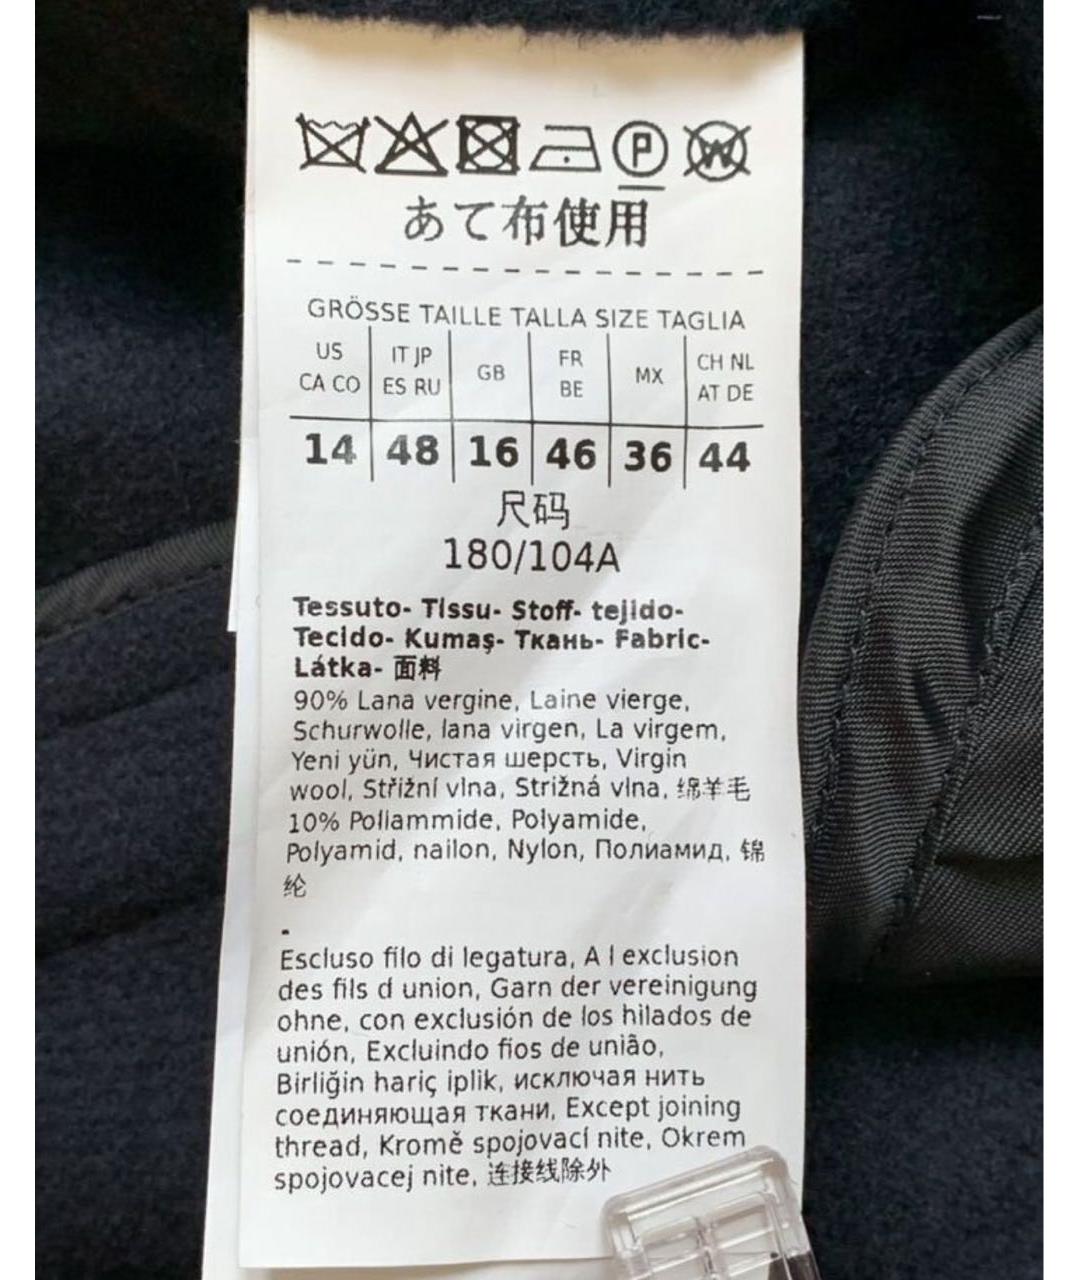 P W
あて布使用
GRÖSSE TAILLE TALLA SIZE TAGLIA
US CA CO | IT JP ES RU | GB | FR BE | MX | CH NL AT DE
14 | 48 | 16 | 46 | 36 | 44
尺码
180/104A
Tessuto- Tissu- Stoff- tejido-
Tecido- Kumaş- Ткань- Fabric-
Látka- 面料
90% Lana vergine, Laine vierge,
Schurwolle, lana virgen, La virgem,
Yeni yün, Чистая шерсть, Virgin
wool, Střižní vlna, Strižná vlna, 绵羊毛
10% Poliammide, Polyamide,
Polyamid, nailon, Nylon, Полиамид, 锦
纶
-
Escluso filo di legatura, A l exclusion
des fils d union, Garn der vereinigung
ohne, con exclusión de los hilados de
unión, Excluindo fios de união,
Birliğin hariç iplik, исключая нить
соединяющая ткани, Except joining
thread, Kromě spojovací nite, Okrem
spojovacej nite, 连接线除外